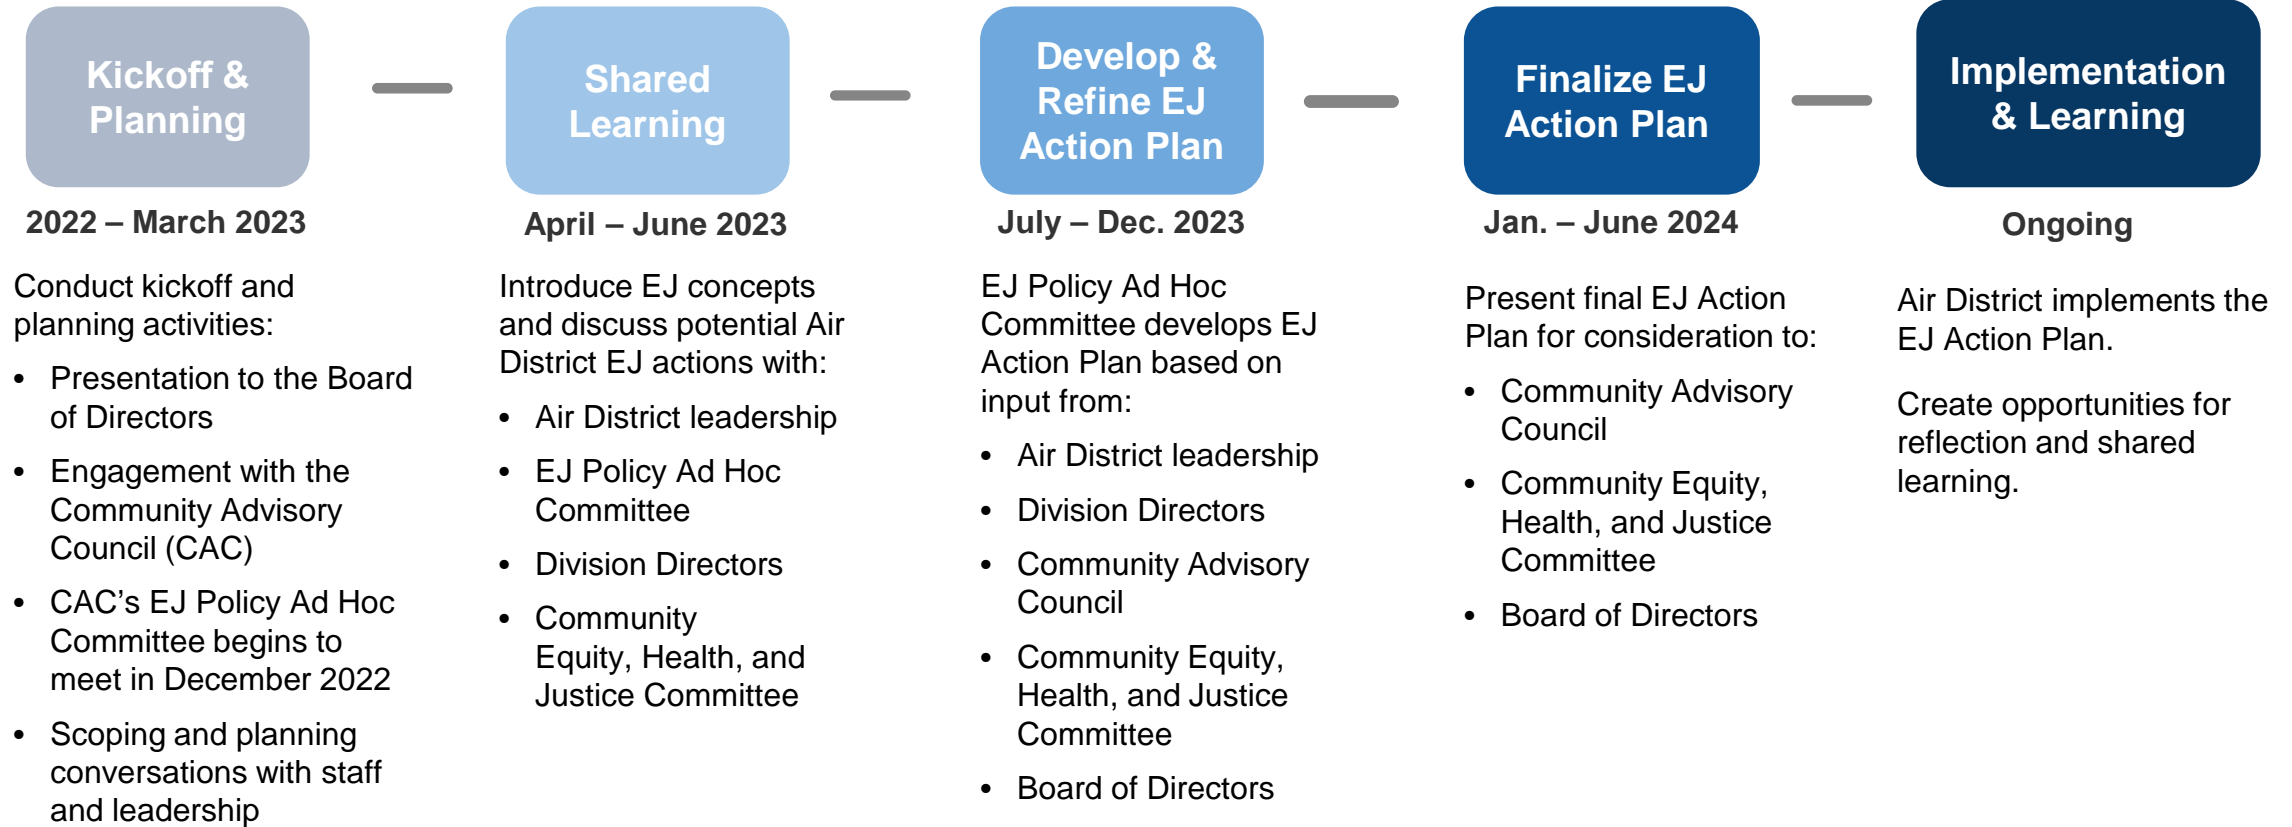 Kickoff &
Planning
2022 – March 2023
Conduct kickoff and
planning activities:
• Presentation to the Board
of Directors
• Engagement with the
Community Advisory
Council (CAC)
• CAC’s EJ Policy Ad Hoc
Committee begins to
meet in December 2022
• Scoping and planning
conversations with staff
and leadership
Shared
Learning
April – June 2023
Introduce EJ concepts
and discuss potential Air
District EJ actions with:
• Air District leadership
• EJ Policy Ad Hoc
Committee
• Division Directors
• Community
Equity, Health, and
Justice Committee
Develop &
Refine EJ
Action Plan
July – Dec. 2023
EJ Policy Ad Hoc
Committee develops EJ
Action Plan based on
input from:
• Air District leadership
• Division Directors
• Community Advisory
Council
• Community Equity,
Health, and Justice
Committee
• Board of Directors
Finalize EJ
Action Plan
Jan. – June 2024
Present final EJ Action
Plan for consideration to:
• Community Advisory
Council
• Community Equity,
Health, and Justice
Committee
• Board of Directors
Implementation
& Learning
Ongoing
Air District implements the
EJ Action Plan.
Create opportunities for
reflection and shared
learning.